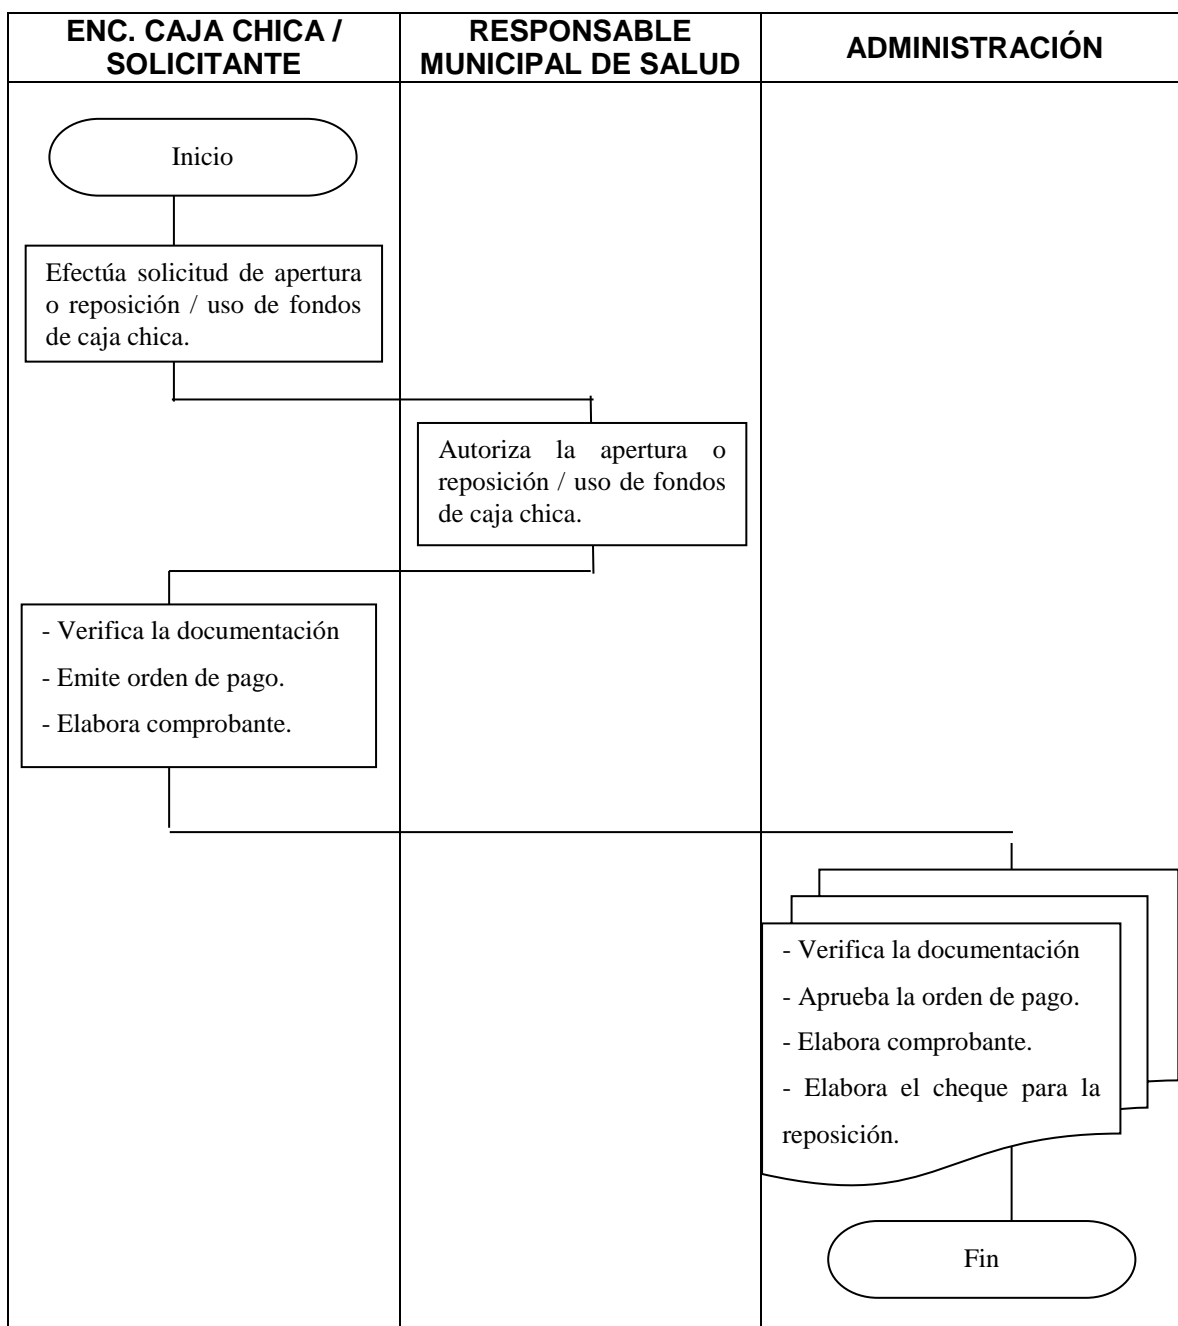 ENC. CAJA CHICA /
SOLICITANTE
RESPONSABLE
MUNICIPAL DE SALUD
ADMINISTRACIÓN
Inicio
Efectúa solicitud de apertura
o reposición / uso de fondos
de caja chica.
Autoriza la apertura o
reposición / uso de fondos
de caja chica.
- Verifica la documentación
- Emite orden de pago.
- Elabora comprobante.
- Verifica la documentación
- Aprueba la orden de pago.
- Elabora comprobante.
- Elabora el cheque para la
reposición.
Fin